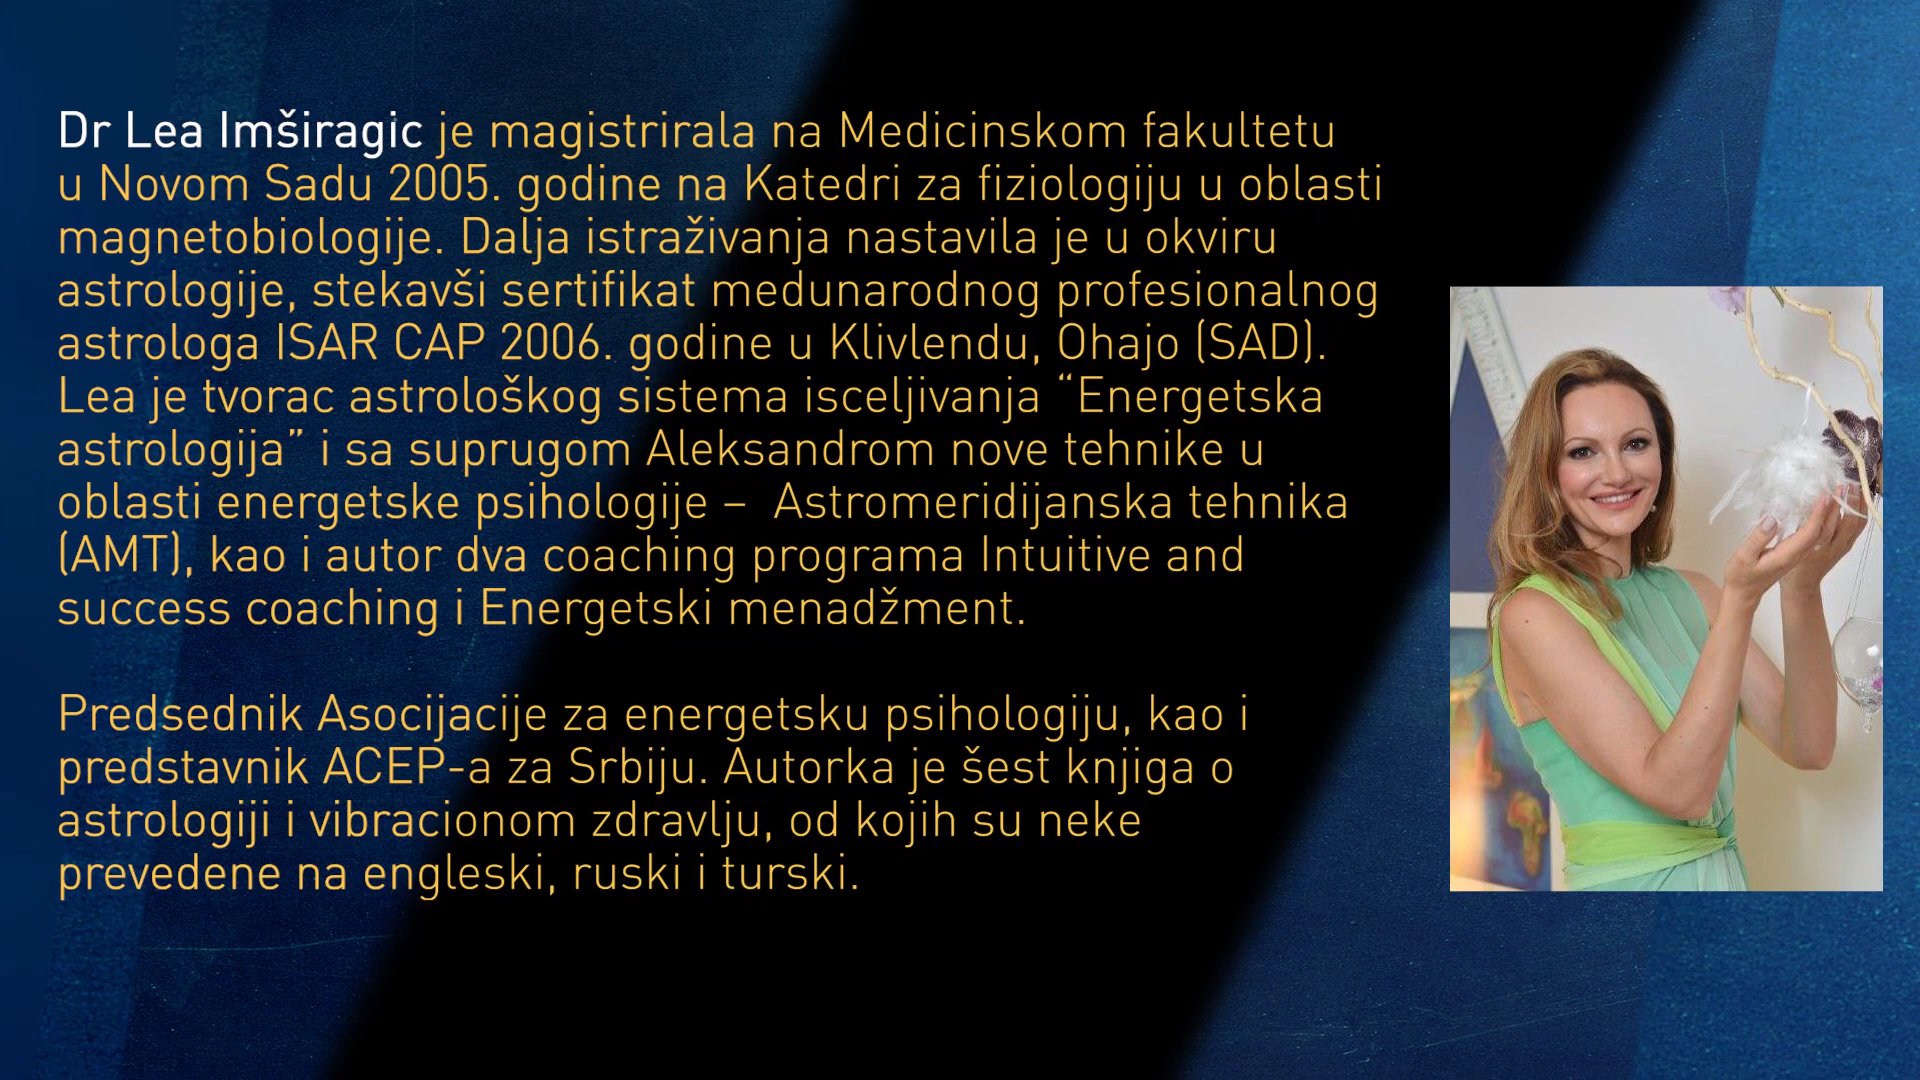 Dr Lea Imširagic je magistrirala na Medicinskom fakultetu
u Novom Sadu 2005. godine na Katedri za fiziologiju u oblasti
magnetobiologije. Dalja istraživanja nastavila je u okviru
astrologije, stekavši sertifikat medunarodnog profesionalnog
astrologa ISAR CAP 2006. godine u Klivlendu, Ohajo (SAD).
Lea je tvorac astrološkog sistema isceljivanja “Energetska
astrologija” i sa suprugom Aleksandrom nove tehnike u
oblasti energetske psihologije –  Astromeridijanska tehnika
(AMT), kao i autor dva coaching programa Intuitive and
success coaching i Energetski menadžment.

Predsednik Asocijacije za energetsku psihologiju, kao i
predstavnik ACEP-a za Srbiju. Autorka je šest knjiga o
astrologiji i vibracionom zdravlju, od kojih su neke
prevedene na engleski, ruski i turski.